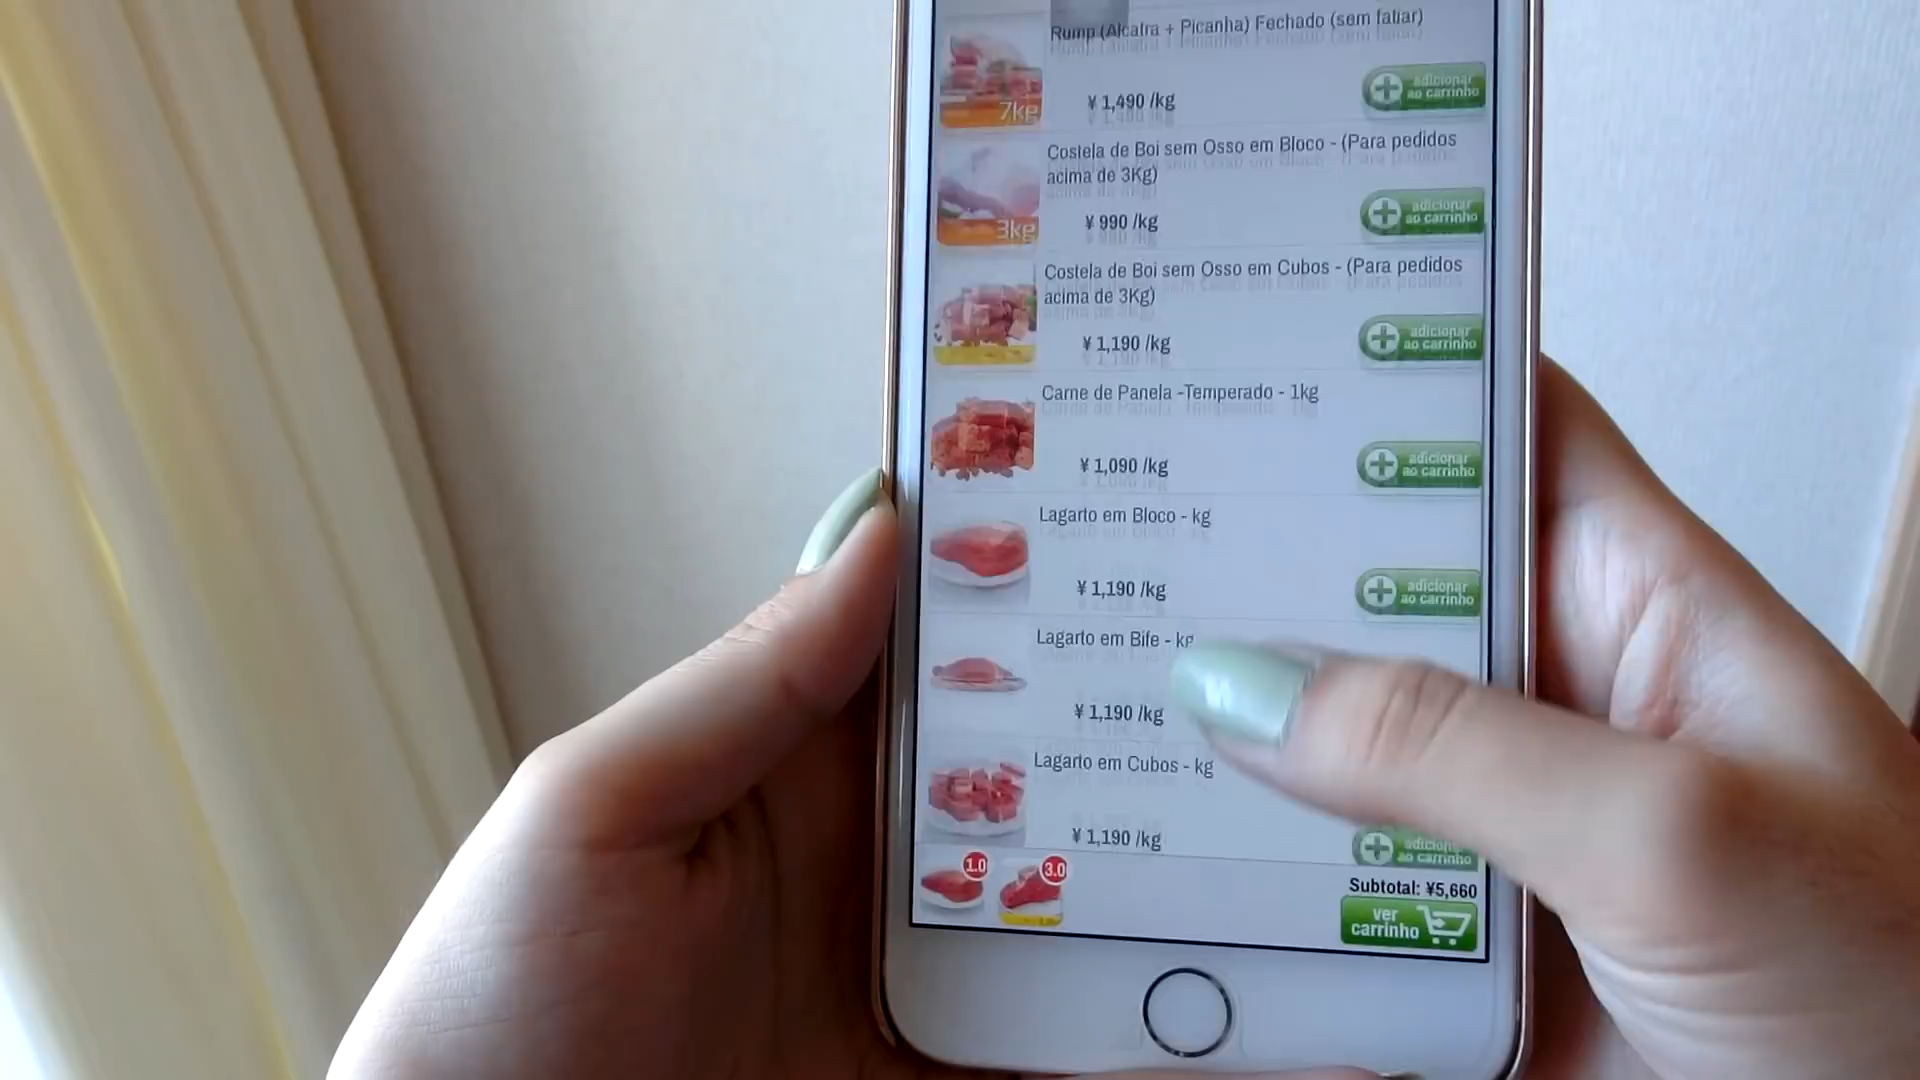 Rump (Alcatra + Picanha) Fechado (sem fatiar)
7kg
¥ 1,490 /kg
adicionar
ao carrinho
Costela de Boi sem Osso em Bloco - (Para pedidos
acima de 3Kg)
3kg
¥ 990 /kg
adicionar
ao carrinho
Costela de Boi sem Osso em Cubos - (Para pedidos
acima de 3Kg)
¥ 1,190 /kg
adicionar
ao carrinho
Carne de Panela -Temperado - 1kg
¥ 1,090 /kg
adicionar
ao carrinho
Lagarto em Bloco - kg
¥ 1,190 /kg
adicionar
ao carrinho
Lagarto em Bife - kg
¥ 1,190 /kg
Lagarto em Cubos - kg
¥ 1,190 /kg
adicionar
ao carrinho
1.0
3.0
Subtotal: ¥5,660
ver
carrinho